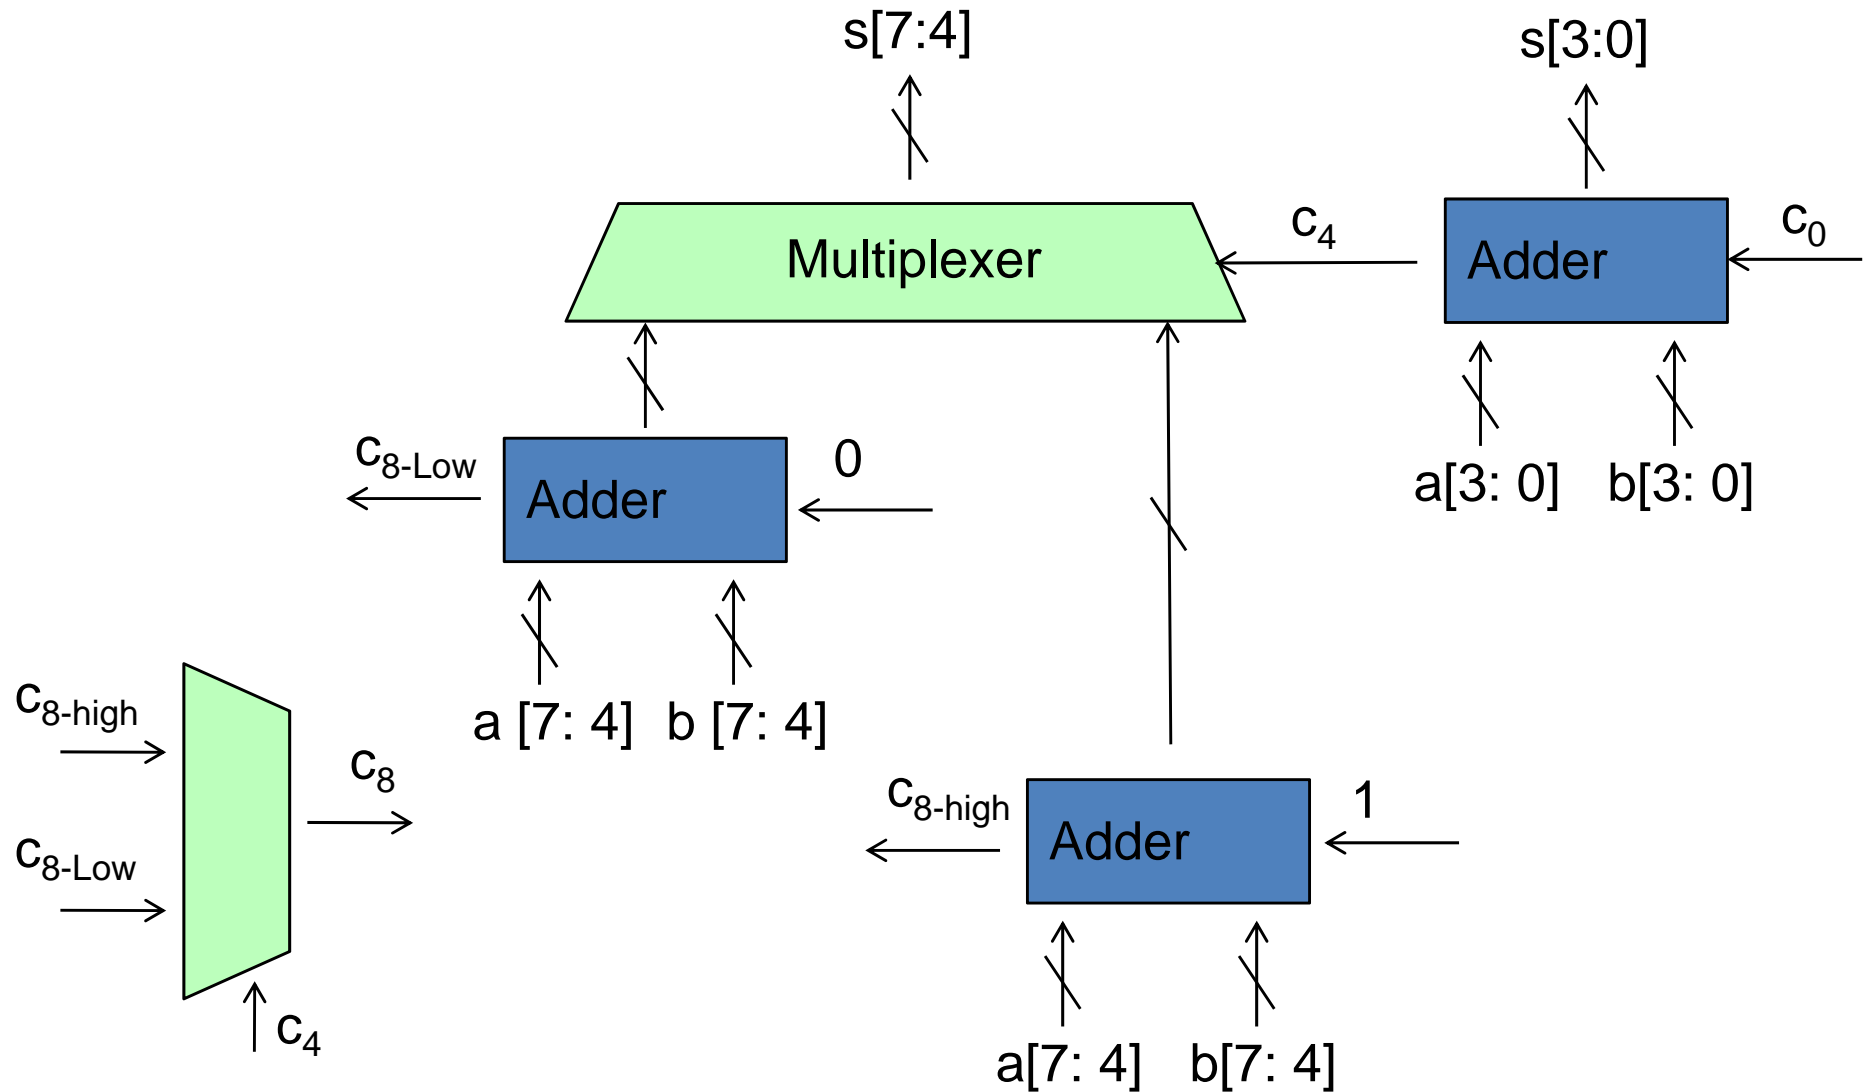 s[7:4]
s[3:0]
Multiplexer
c4
Adder
c0
c8-Low
Adder
0
a[3: 0] b[3: 0]
a [7: 4] b [7: 4]
c8-high
c8
c8-Low
c4
c8-high
Adder
1
a[7: 4] b[7: 4]